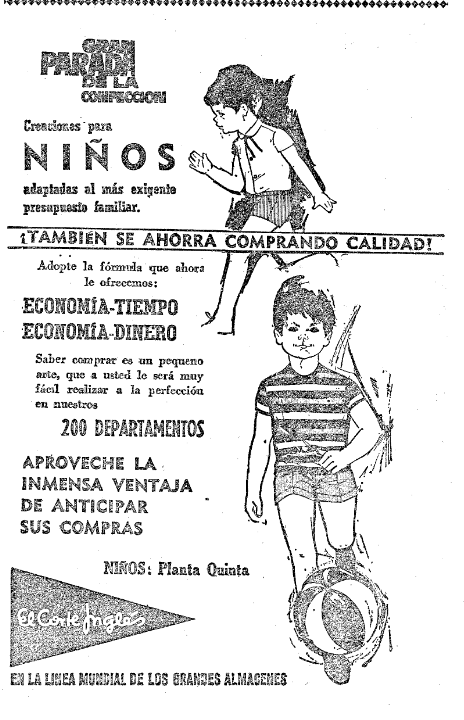 GRAN
PARADA
DE LA
CONFECCION
Creaciones para
NIÑOS
adaptadas al más exigente
presupuesto familiar.
¡TAMBIÉN SE AHORRA COMPRANDO CALIDAD!
Adopte la fórmula que ahora
le ofrecemos:
ECONOMÍA-TIEMPO
ECONOMÍA-DINERO
Saber comprar es un pequeno
arte, que a usted le será muy
fácil realizar a la perfección
en nuestros
200 DEPARTAMENTOS
APROVECHE LA
INMENSA VENTAJA
DE ANTICIPAR
SUS COMPRAS
NIÑOS: Planta Quinta
El Corte Inglés
EN LA LINEA MUNDIAL DE LOS GRANDES ALMACENES